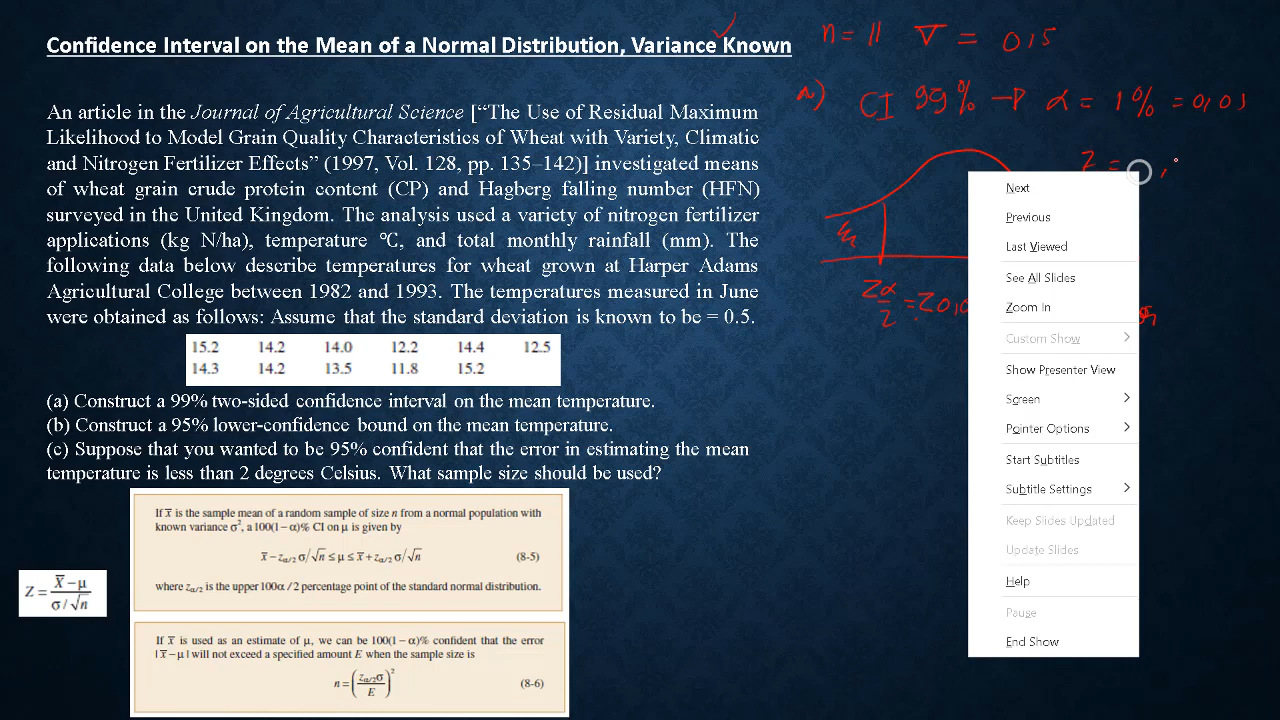 Confidence Interval on the Mean of a Normal Distribution, Variance Known
n = 11 ∇ = 0,5
a) CI 99% → α = 1% = 0,01
An article in the Journal of Agricultural Science [“The Use of Residual Maximum
Likelihood to Model Grain Quality Characteristics of Wheat with Variety, Climatic
and Nitrogen Fertilizer Effects” (1997, Vol. 128, pp. 135–142)] investigated means
of wheat grain crude protein content (CP) and Hagberg falling number (HFN)
surveyed in the United Kingdom. The analysis used a variety of nitrogen fertilizer
applications (kg N/ha), temperature ℃, and total monthly rainfall (mm). The
following data below describe temperatures for wheat grown at Harper Adams
Agricultural College between 1982 and 1993. The temperatures measured in June
were obtained as follow: Assume that the standard deviation is known to be = 0.5.
15.2 14.2 14.0 12.2 14.4 12.5
14.3 14.2 13.5 11.8 15.2
(a) Construct a 99% two-sided confidence interval on the mean temperature.
(b) Construct a 95% lower-confidence bound on the mean temperature.
(c) Suppose that you wanted to be 95% confident that the error in estimating the mean
temperature is less than 2 degrees Celsius. What sample size should be used?
If x̄ is the sample mean of a random sample of size n from a normal population with
known variance σ², a 100(1 − α)% CI on μ is given by
x̄ − zα/2 σ/√n ≤ μ ≤ x̄ + zα/2 σ/√n (8-5)
where zα/2 is the upper 100α/2 percentage point of the standard normal distribution.
Z = X̄ − μ / σ/√n
If x̄ is used as an estimate of μ, we can be 100(1 − α)% confident that the error
|x̄ − μ| will not exceed a specified amount E when the sample size is
n = (zα/2σ / E)² (8-6)
Z =
Zα/2 = Z0,0
Next
Previous
Last Viewed
See All Slides
Zoom In
Custom Show
Show Presenter View
Screen
Pointer Options
Start Subtitles
Subtitle Settings
Keep Slides Updated
Update Slides
Help
Pause
End Show